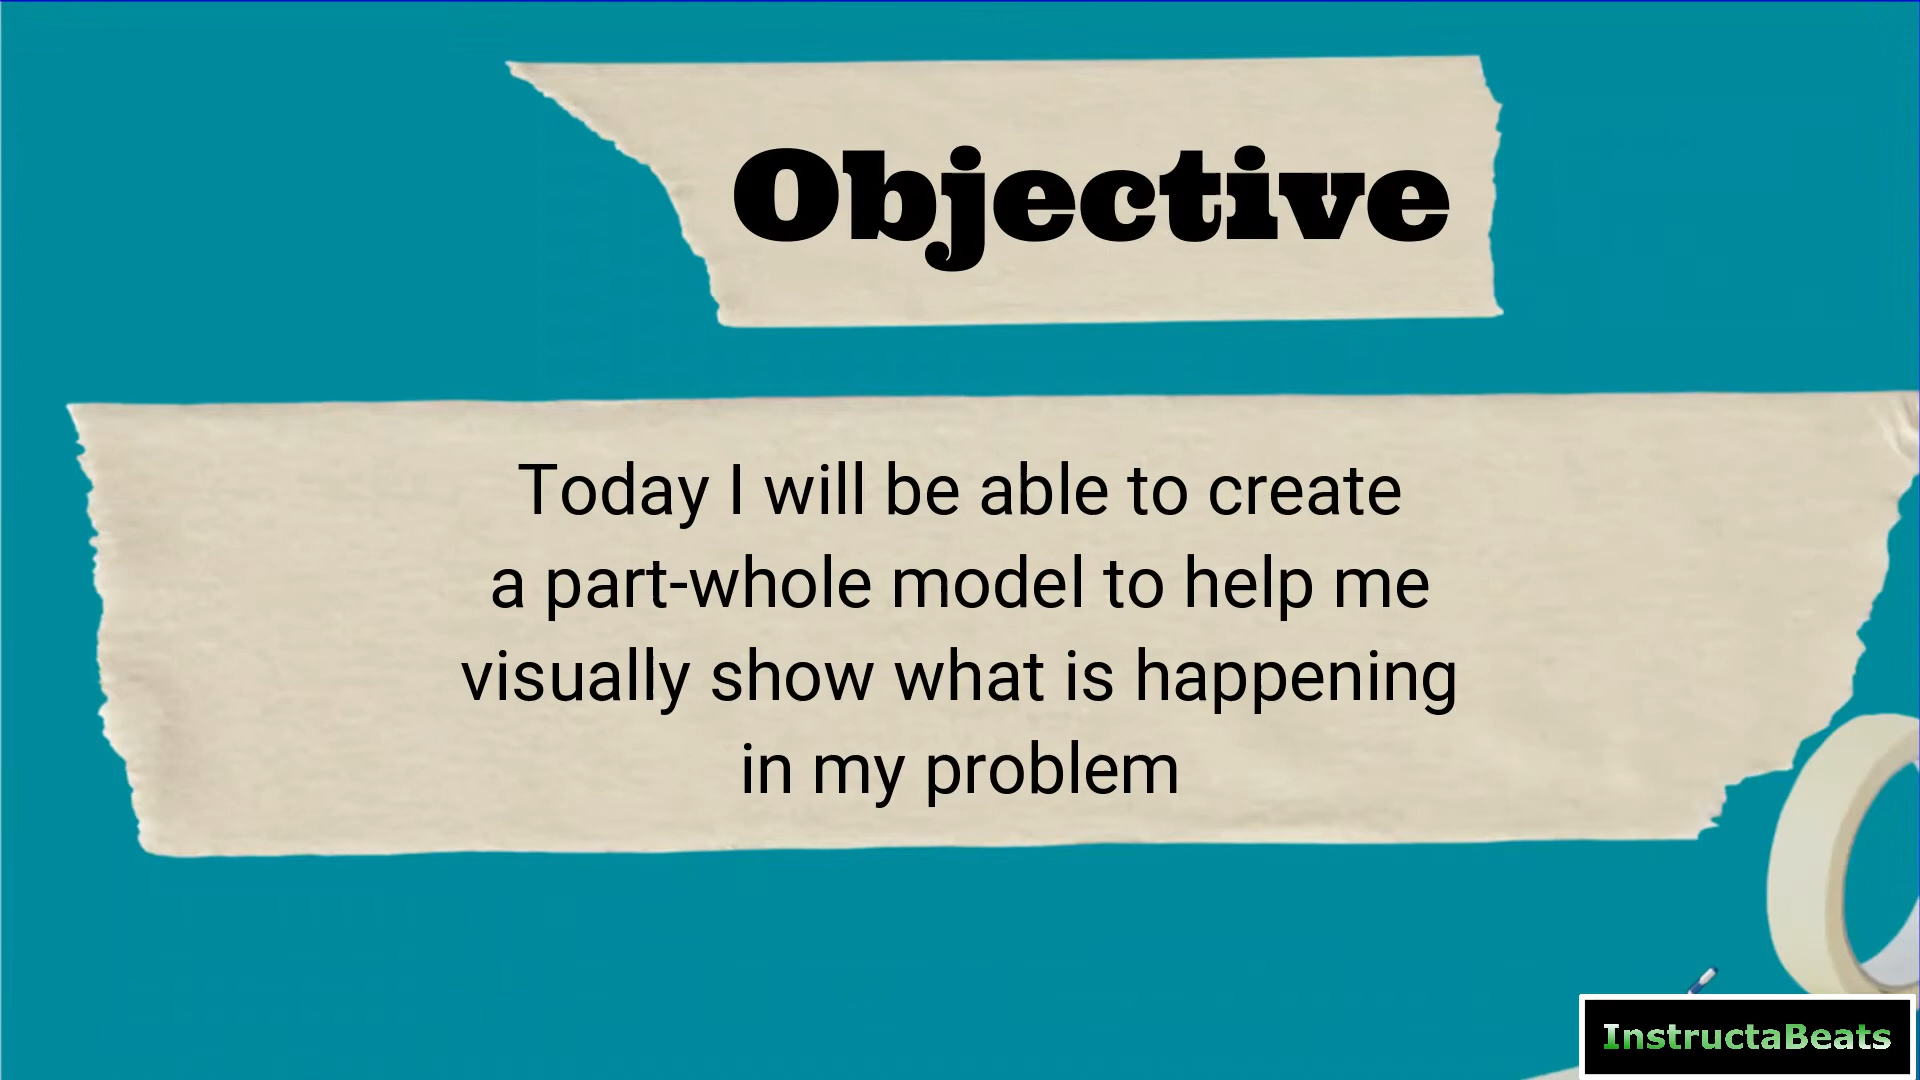 Objective
Today I will be able to create
a part-whole model to help me
visually show what is happening
in my problem
InstructaBeats